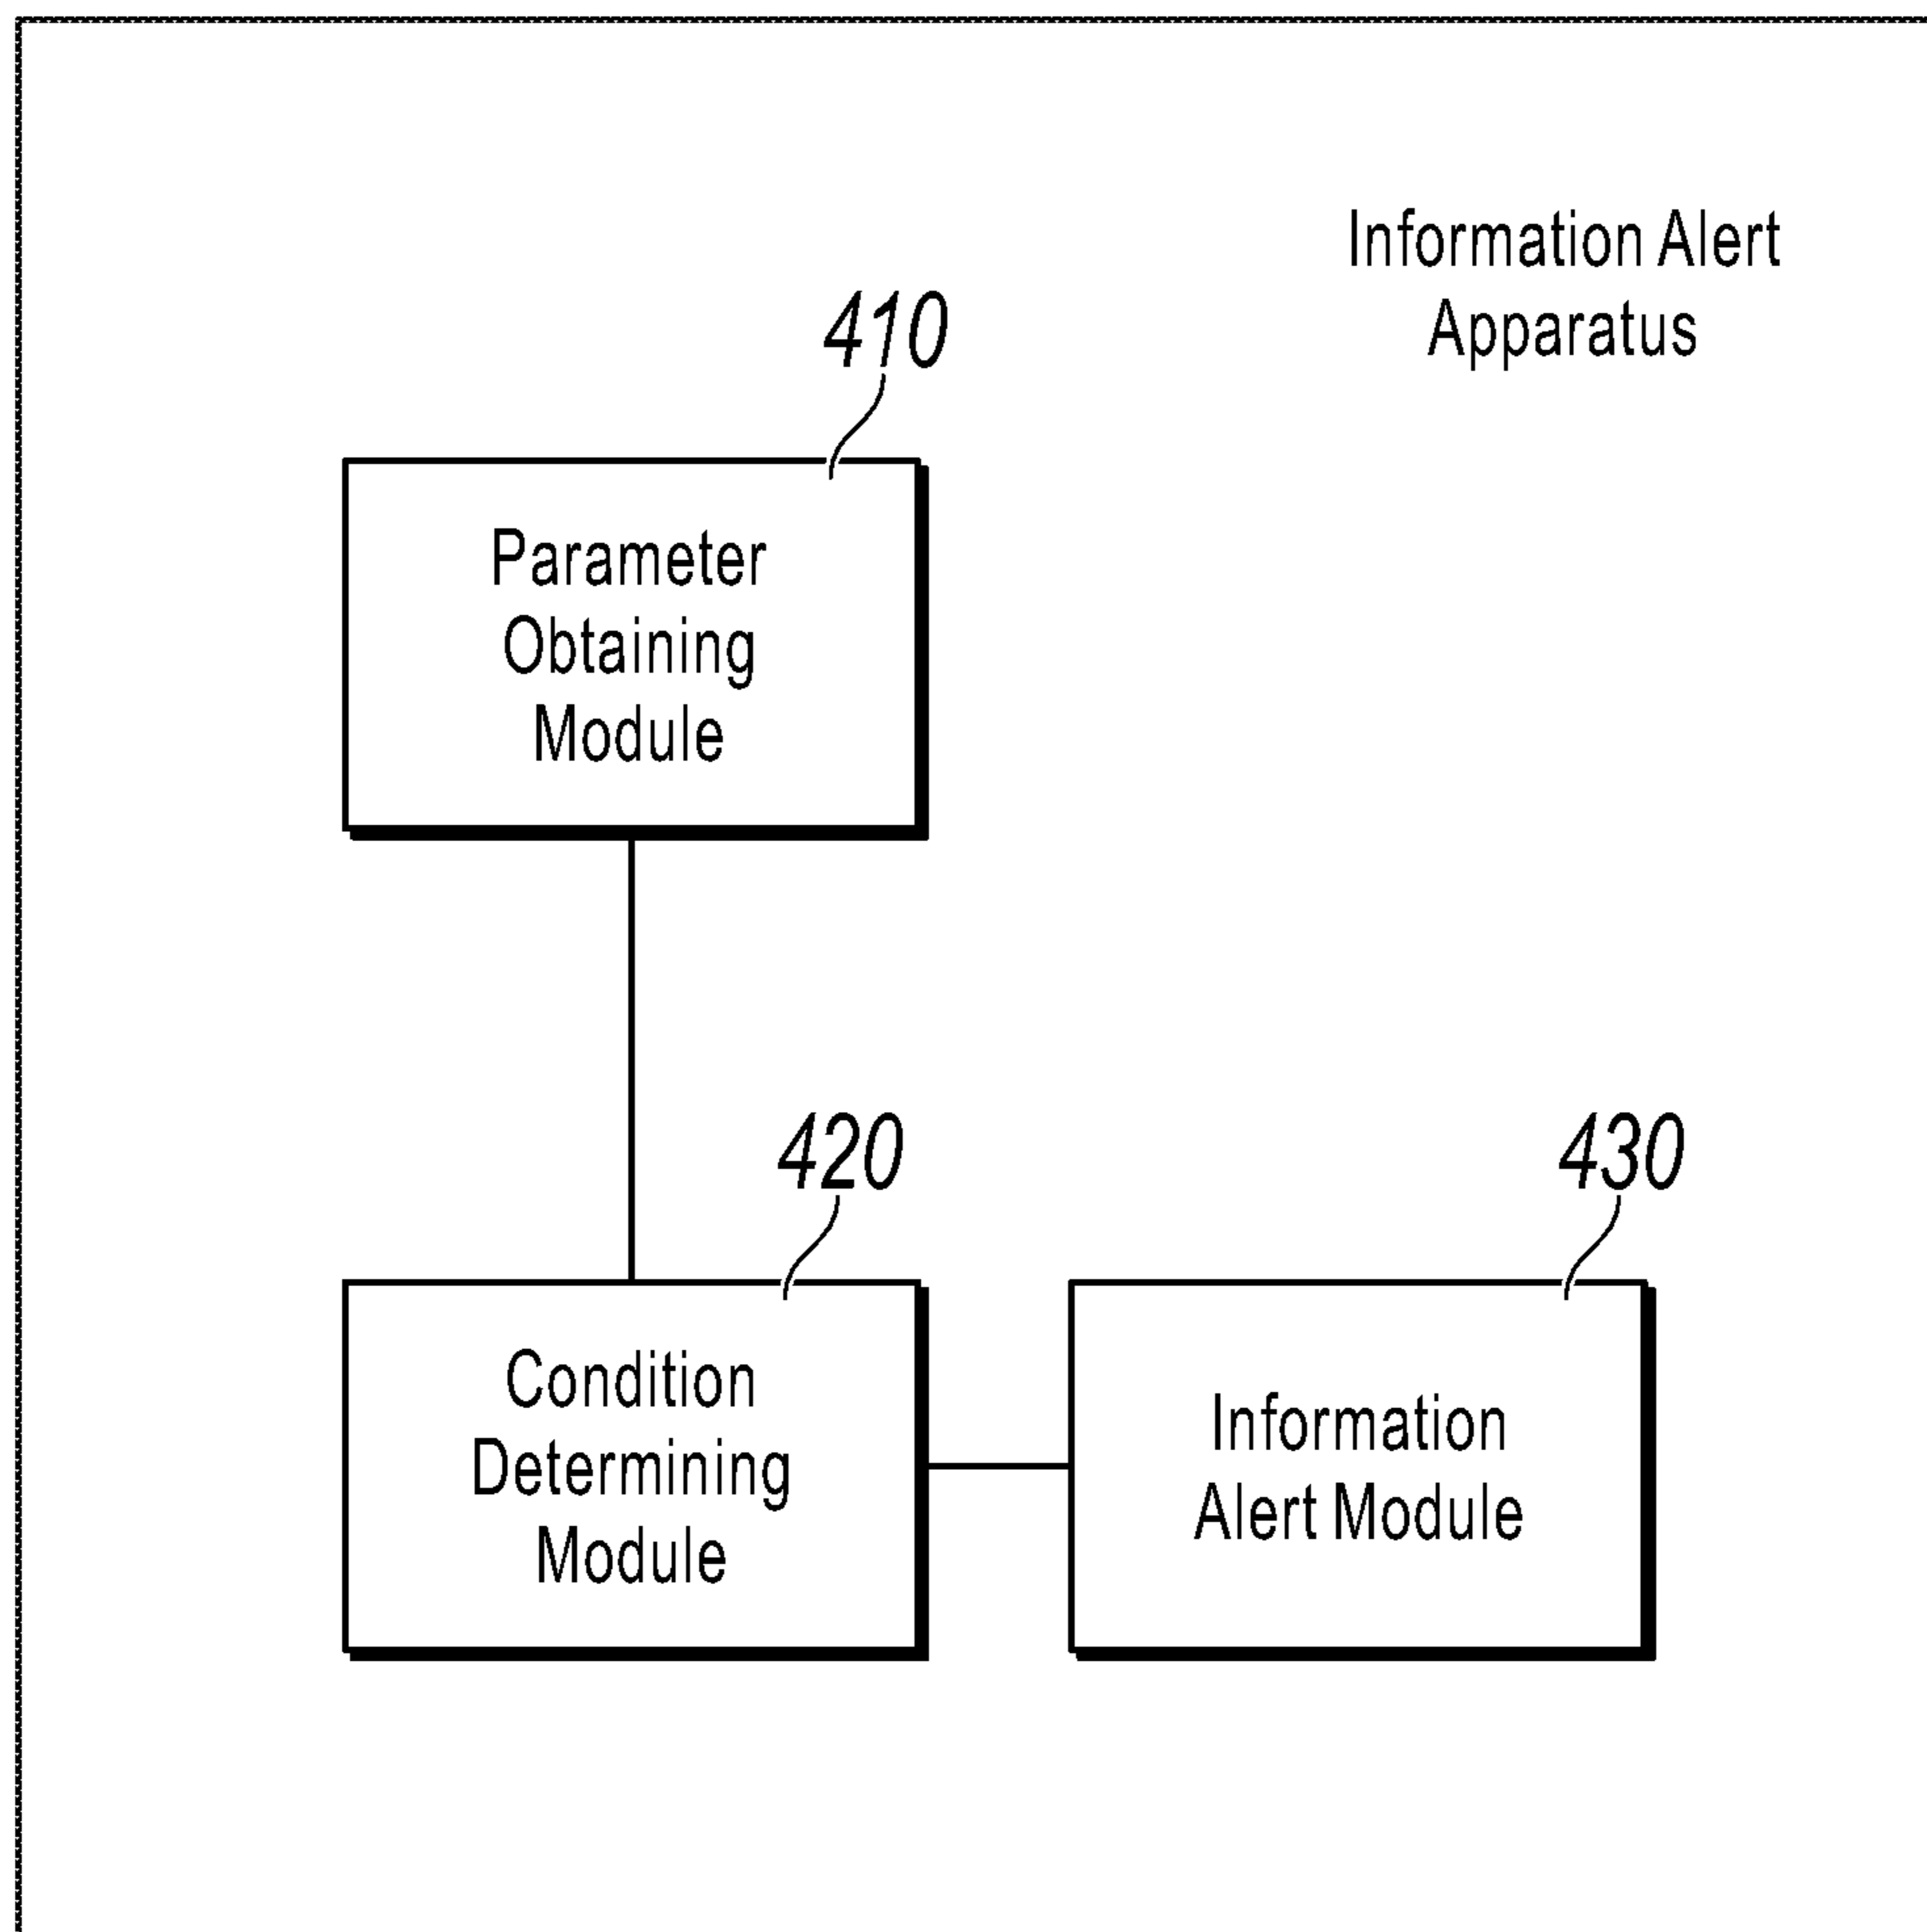 Information Alert
Apparatus
410
Parameter
Obtaining
Module
420
Condition
Determining
Module
430
Information
Alert Module